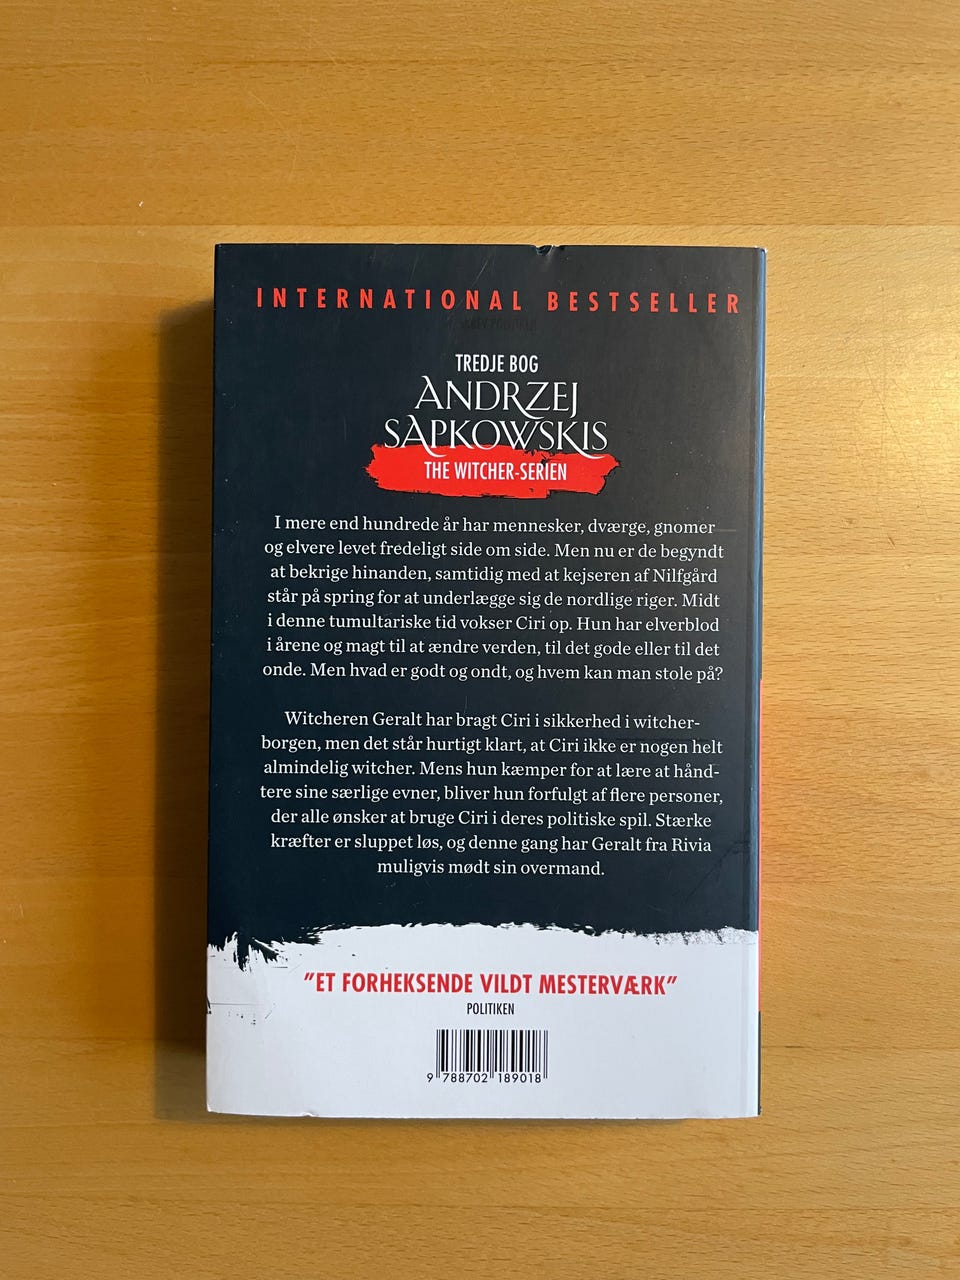 INTERNATIONAL BESTSELLER
TREDJE BOG
ANDRZEJ
SAPKOWSKIS
THE WITCHER-SERIEN
I mere end hundrede år har mennesker, dværge, gnomer
og elvere levet fredeligt side om side. Men nu er de begyndt
at bekrige hinanden, samtidig med at kejseren af Nilfgård
står på spring for at underlægge sig de nordlige riger. Midt
i denne tumultariske tid vokser Ciri op. Hun har elverblod
i årene og magt til at ændre verden, til det gode eller til det
onde. Men hvad er godt og ondt, og hvem kan man stole på?
Witcheren Geralt har bragt Ciri i sikkerhed i witcher-
borgen, men det står hurtigt klart, at Ciri ikke er nogen helt
almindelig witcher. Mens hun kæmper for at lære at hånd-
tere sine særlige evner, bliver hun forfulgt af flere personer,
der alle ønsker at bruge Ciri i deres politiske spil. Stærke
kræfter er sluppet løs, og denne gang har Geralt fra Rivia
muligvis mødt sin overmand.
"ET FORHEKSENDE VILDT MESTERVÆRK"
POLITIKEN
9 788702 189018